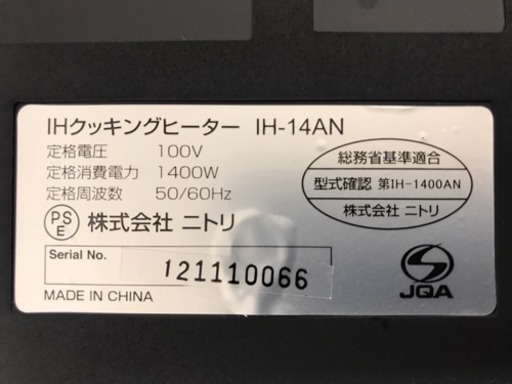 IHクッキングヒーター IH-14AN
定格電圧 100V
定格消費電力 1400W
定格周波数 50/60Hz
総務省基準適合
型式確認 第IH-1400AN
株式会社 ニトリ
PSE 株式会社 ニトリ
Serial No. 121110066
MADE IN CHINA
JQA